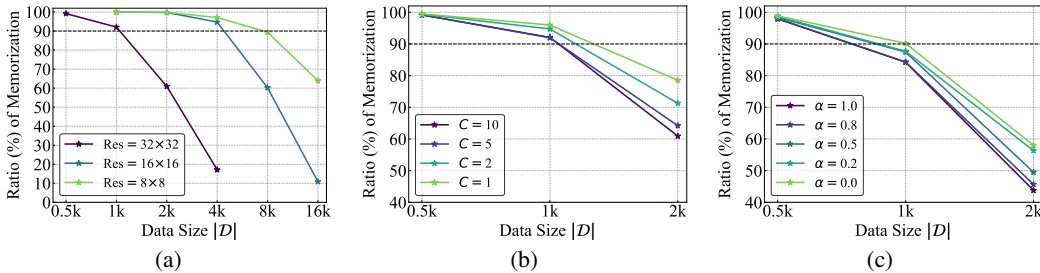 Ratio (%) of Memorization
100
90
80
70
60
50
40
30
20
10
0
Res = 32×32
Res = 16×16
Res = 8×8
0.5k 1k 2k 4k 8k 16k
Data Size |𝒟|
(a)
Ratio (%) of Memorization
100
90
80
70
60
50
40
C = 10
C = 5
C = 2
C = 1
0.5k 1k 2k
Data Size |𝒟|
(b)
Ratio (%) of Memorization
100
90
80
70
60
50
40
α = 1.0
α = 0.8
α = 0.5
α = 0.2
α = 0.0
0.5k 1k 2k
Data Size |𝒟|
(c)